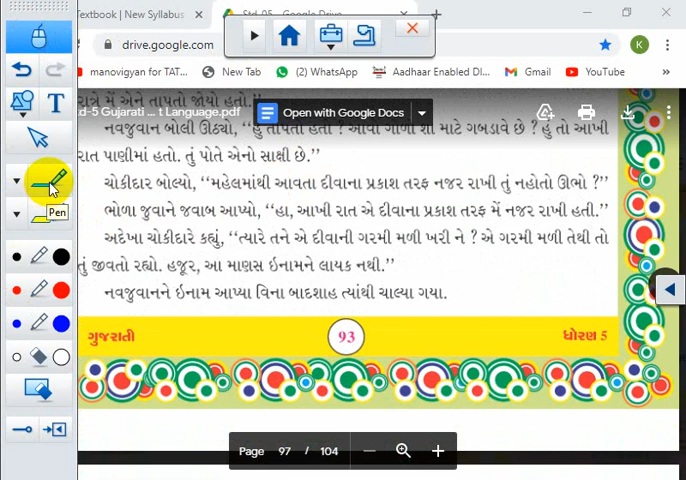 Textbook | New Syllabus
Std-05 - Google Drive
drive.google.com
K
manovigyan for TAT...
New Tab
(2) WhatsApp
Aadhaar Enabled DI...
Gmail
YouTube
»
રાત્રે મેં એને તાપતો જોયો હતો.”
td-5 Gujarati ... t Language.pdf
Open with Google Docs
નવજુવાન બોલી ઊઠ્યો, “હું તાપતો હતો ? આવા ગોળા શા માટે ગબડાવે છે ? હું તો આખી
રાત પાણીમાં હતો. તું પોતે એનો સાક્ષી છે.”
ચોકીદાર બોલ્યો, “મહેલમાંથી આવતા દીવાના પ્રકાશ તરફ નજર રાખી તું નહોતો ઊભો ?”
ભોળા જુવાને જવાબ આપ્યો, “હા, આખી રાત એ દીવાના પ્રકાશ તરફ મેં નજર રાખી હતી.”
અદેખા ચોકીદારે કહ્યું, “ત્યારે તને એ દીવાની ગરમી મળી ખરી ને ? એ ગરમી મળી તેથી તો
તું જીવતો રહ્યો. હજૂર, આ માણસ ઇનામને લાયક નથી.”
નવજુવાનને ઇનામ આપ્યા વિના બાદશાહ ત્યાંથી ચાલ્યા ગયા.
ગુજરાતી
93
ધોરણ 5
Page 97 / 104
T
Pen